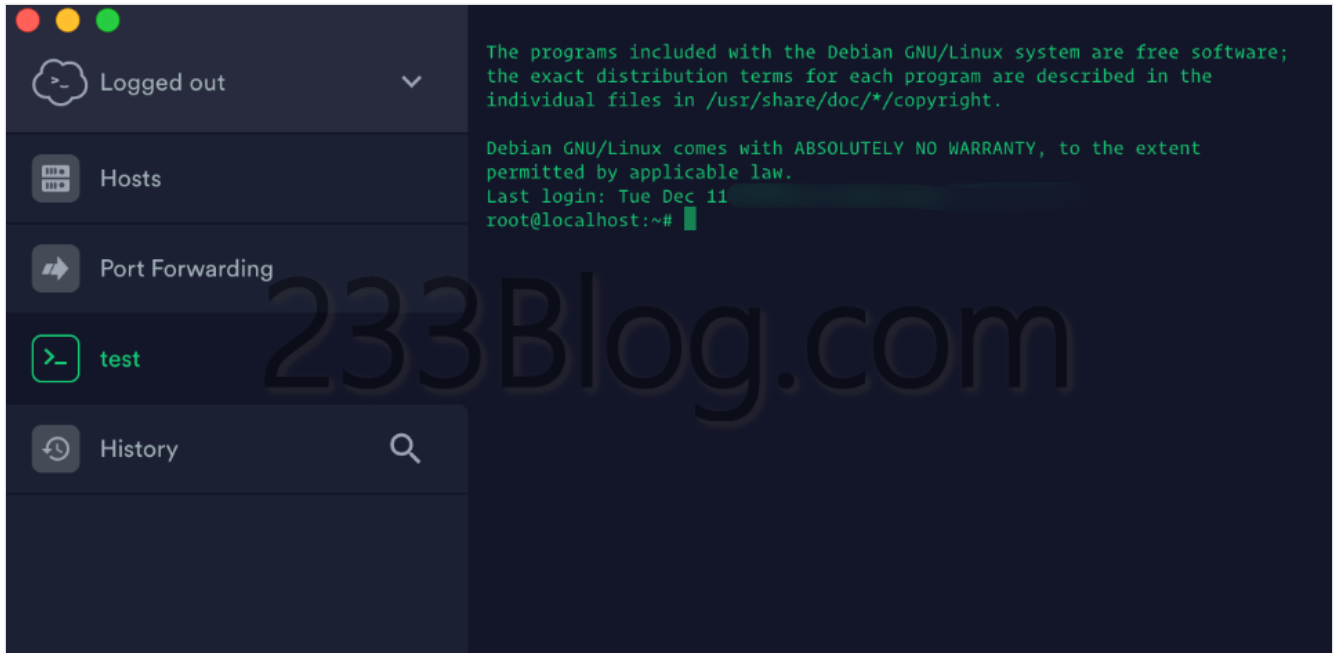 Logged out
Hosts
Port Forwarding
test
History
The programs included with the Debian GNU/Linux system are free software;
the exact distribution terms for each program are described in the
individual files in /usr/share/doc/*/copyright.
Debian GNU/Linux comes with ABSOLUTELY NO WARRANTY, to the extent
permitted by applicable law.
Last login: Tue Dec 11
root@localhost:~#
233Blog.com